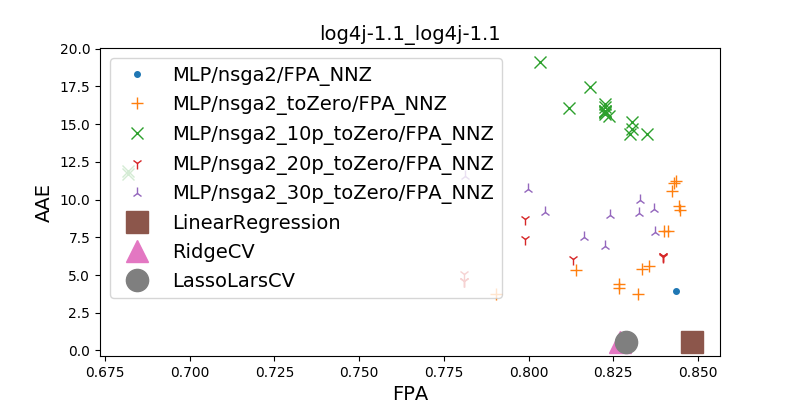 log4j-1.1_log4j-1.1
20.0
17.5
15.0
12.5
10.0
7.5
5.0
2.5
0.0
AAE
MLP/nsga2/FPA_NNZ
MLP/nsga2_toZero/FPA_NNZ
MLP/nsga2_10p_toZero/FPA_NNZ
MLP/nsga2_20p_toZero/FPA_NNZ
MLP/nsga2_30p_toZero/FPA_NNZ
LinearRegression
RidgeCV
LassoLarsCV
0.675 0.700 0.725 0.750 0.775 0.800 0.825 0.850
FPA